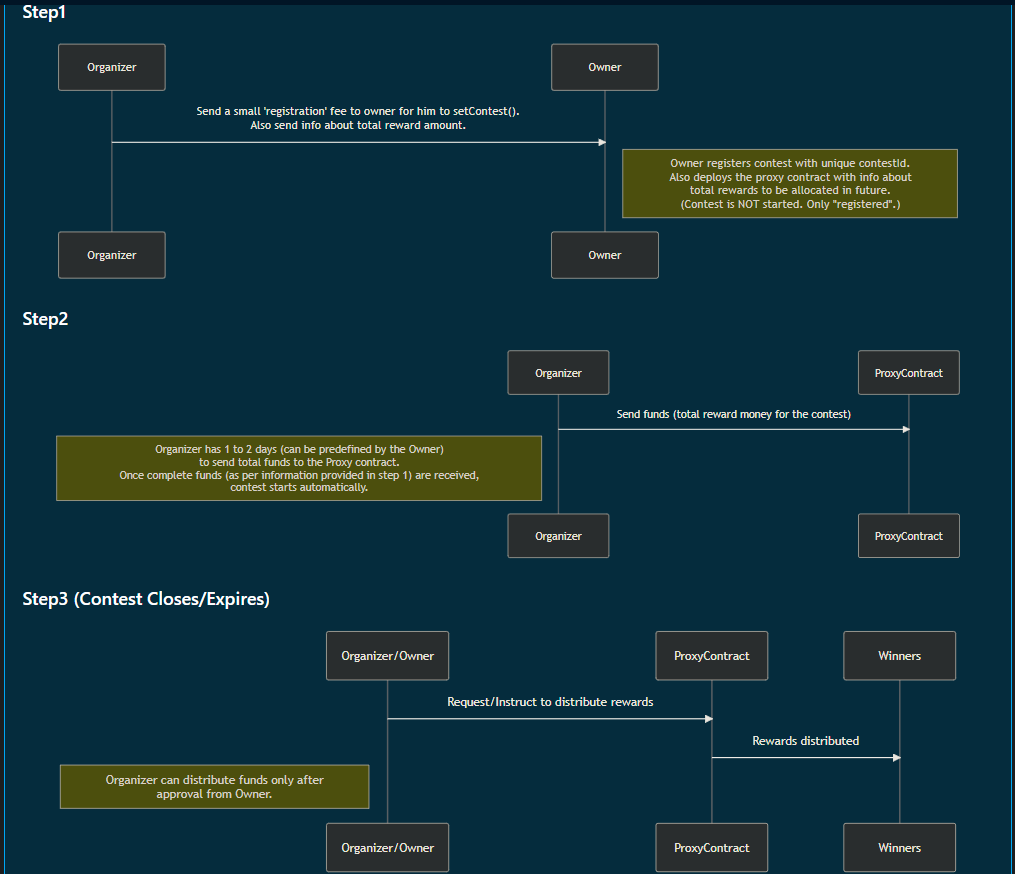 Step1
Organizer
Owner
Send a small 'registration' fee to owner for him to setContest().
Also send info about total reward amount.
Owner registers contest with unique contestId.
Also deploys the proxy contract with info about
total rewards to be allocated in future.
(Contest is NOT started. Only "registered".)
Organizer
Owner
Step2
Organizer
ProxyContract
Send funds (total reward money for the contest)
Organizer has 1 to 2 days (can be predefined by the Owner)
to send total funds to the Proxy contract.
Once complete funds (as per information provided in step 1) are received,
contest starts automatically.
Organizer
ProxyContract
Step3 (Contest Closes/Expires)
Organizer/Owner
ProxyContract
Winners
Request/Instruct to distribute rewards
Rewards distributed
Organizer can distribute funds only after
approval from Owner.
Organizer/Owner
ProxyContract
Winners